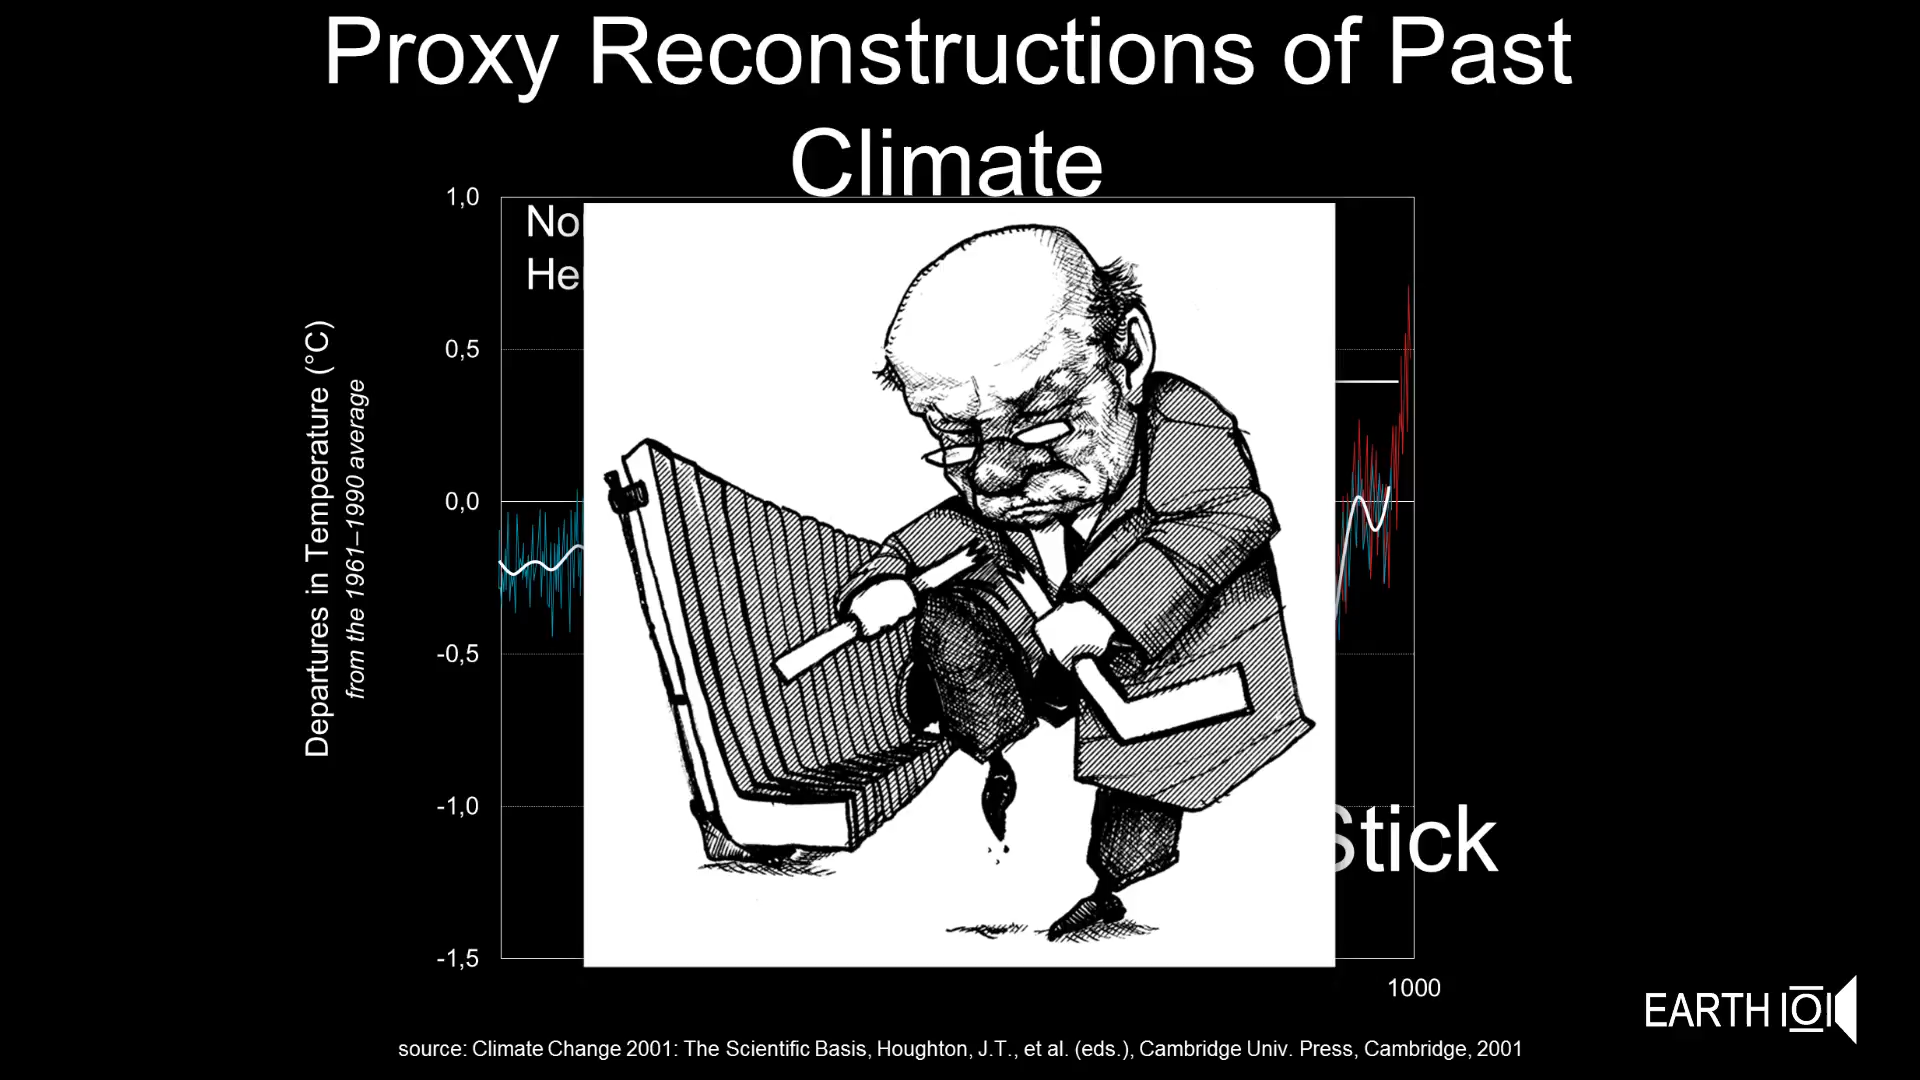 Proxy Reconstructions of Past
Climate
1,0
0,5
0,0
-0,5
-1,0
-1,5
Departures in Temperature (°C)
from the 1961–1990 average
No
He
Stick
1000
EARTH 101
source: Climate Change 2001: The Scientific Basis, Houghton, J.T., et al. (eds.), Cambridge Univ. Press, Cambridge, 2001